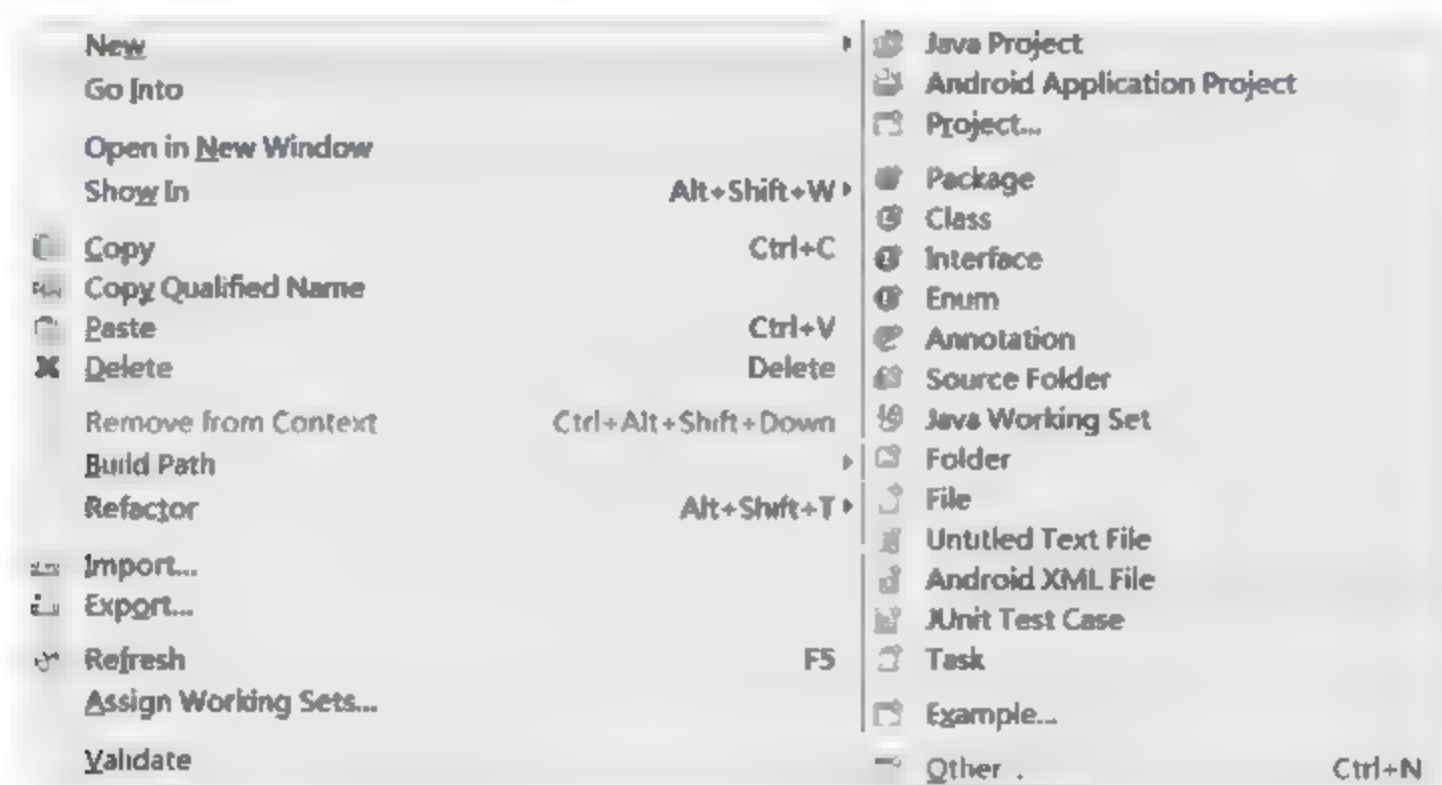 New
Go Into
Open in New Window
Show In Alt+Shift+W
Copy Ctrl+C
Copy Qualified Name
Paste Ctrl+V
Delete Delete
Remove from Context Ctrl+Alt+Shift+Down
Build Path
Refactor Alt+Shift+T
Import...
Export...
Refresh F5
Assign Working Sets...
Validate
Java Project
Android Application Project
Project...
Package
Class
Interface
Enum
Annotation
Source Folder
Java Working Set
Folder
File
Untitled Text File
Android XML File
JUnit Test Case
Task
Example...
Other... Ctrl+N